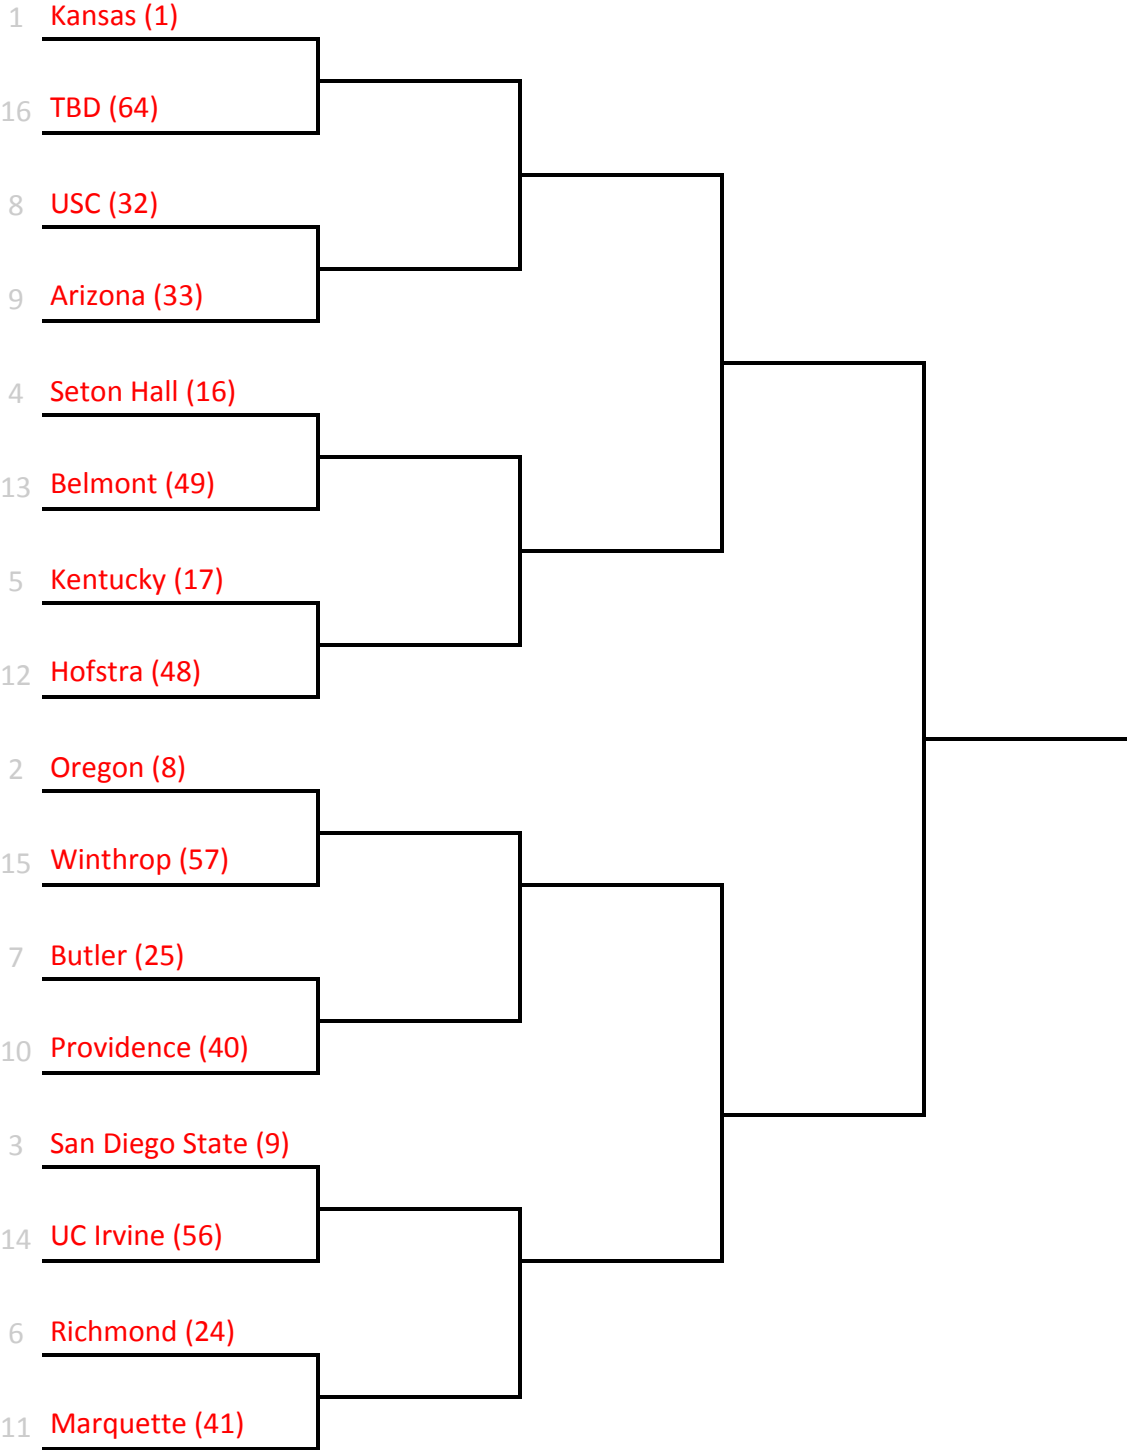 1 Kansas (1)
16 TBD (64)
8 USC (32)
9 Arizona (33)
4 Seton Hall (16)
13 Belmont (49)
5 Kentucky (17)
12 Hofstra (48)
2 Oregon (8)
15 Winthrop (57)
7 Butler (25)
10 Providence (40)
3 San Diego State (9)
14 UC Irvine (56)
6 Richmond (24)
11 Marquette (41)